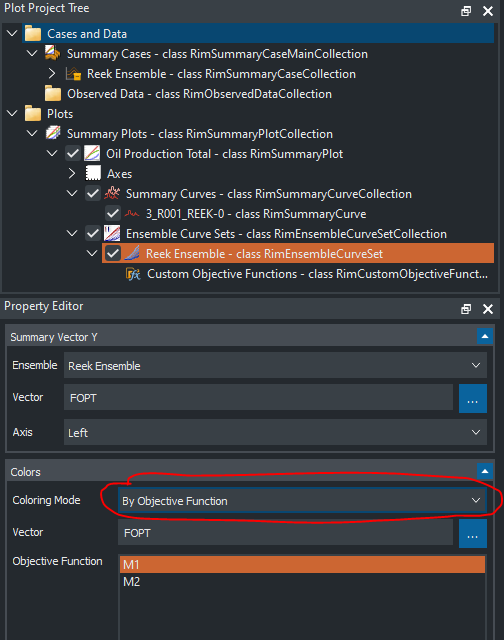 Plot Project Tree
Cases and Data
Summary Cases - class RimSummaryCaseMainCollection
Reek Ensemble - class RimSummaryCaseCollection
Observed Data - class RimObservedDataCollection
Plots
Summary Plots - class RimSummaryPlotCollection
Oil Production Total - class RimSummaryPlot
Axes
Summary Curves - class RimSummaryCurveCollection
3_R001_REEK-0 - class RimSummaryCurve
Ensemble Curve Sets - class RimEnsembleCurveSetCollection
Reek Ensemble - class RimEnsembleCurveSet
Custom Objective Functions - class RimCustomObjectiveFunct...
Property Editor
Summary Vector Y
Ensemble Reek Ensemble
Vector FOPT ...
Axis Left
Colors
Coloring Mode By Objective Function
Vector FOPT ...
Objective Function M1
M2